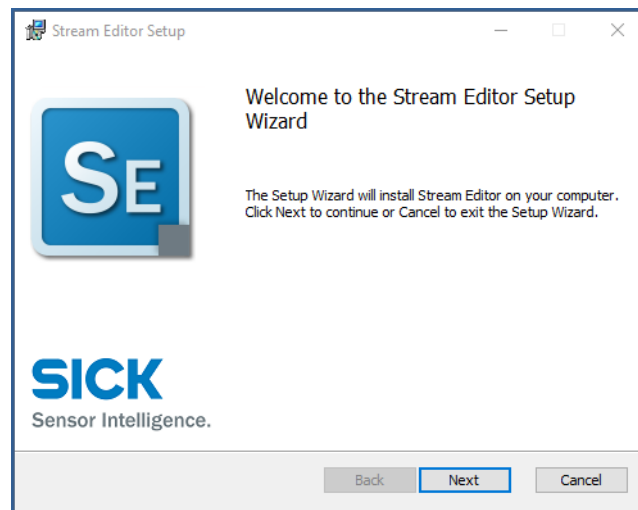 Stream Editor Setup
Welcome to the Stream Editor Setup
Wizard
SE
The Setup Wizard will install Stream Editor on your computer.
Click Next to continue or Cancel to exit the Setup Wizard.
SICK
Sensor Intelligence.
Back Next Cancel